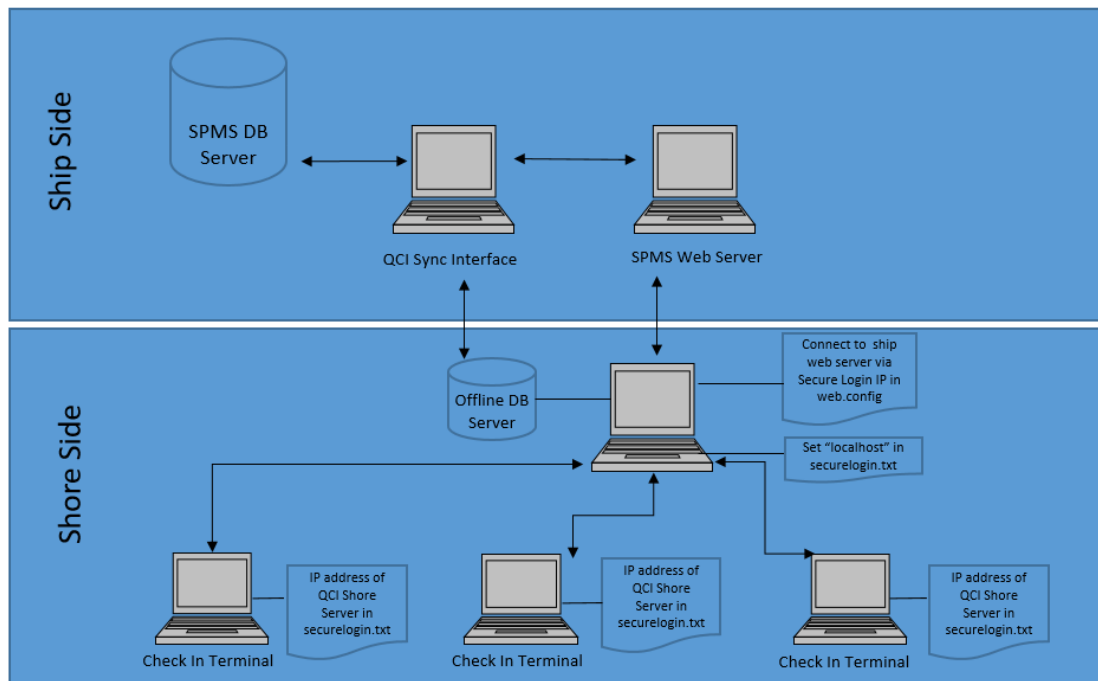 Ship Side
SPMS DB
Server
QCI Sync Interface
SPMS Web Server
Shore Side
Connect to ship
web server via
Secure Login IP in
web.config
Offline DB
Server
Set “localhost” in
securelogin.txt
IP address of
QCI Shore
Server in
securelogin.txt
Check In Terminal
IP address of
QCI Shore
Server in
securelogin.txt
Check In Terminal
IP address of
QCI Shore
Server in
securelogin.txt
Check In Terminal